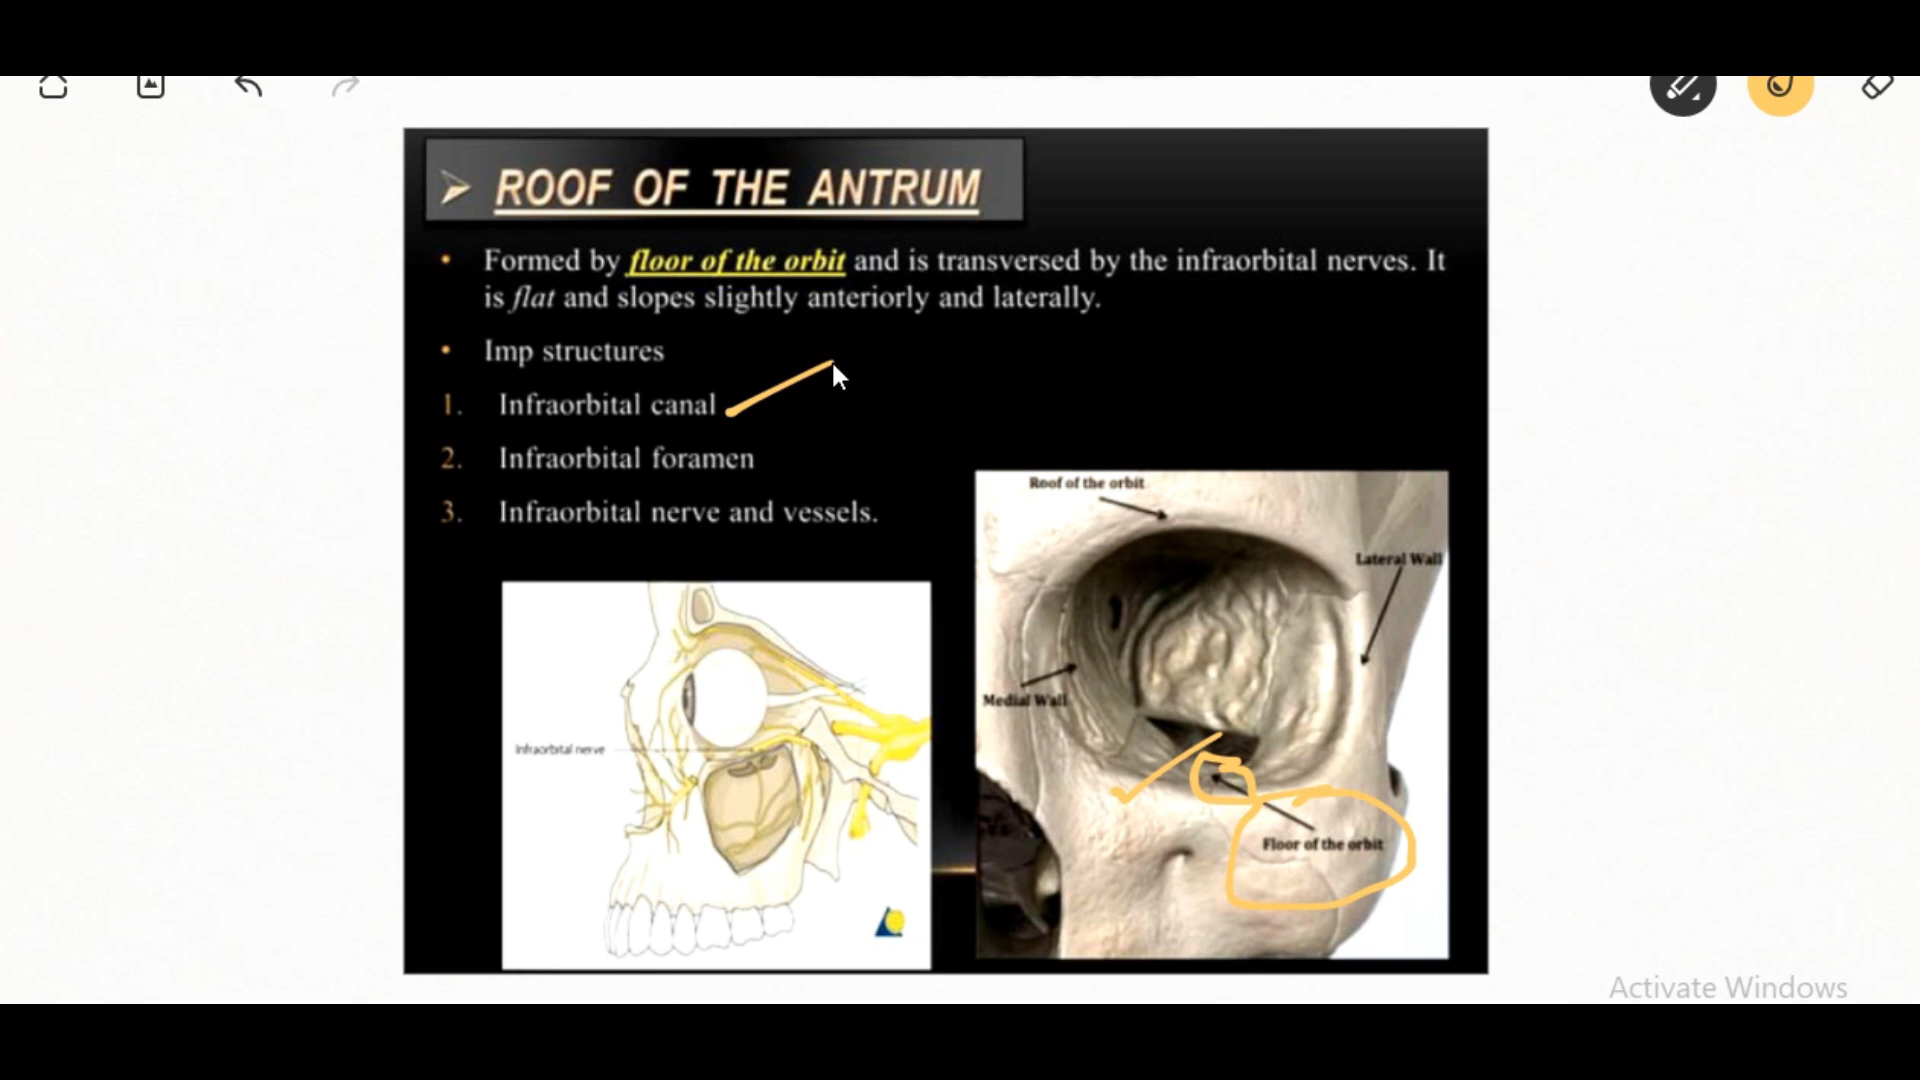 ROOF OF THE ANTRUM
• Formed by floor of the orbit and is transversed by the infraorbital nerves. It
is flat and slopes slightly anteriorly and laterally.
• Imp structures
1. Infraorbital canal
2. Infraorbital foramen
3. Infraorbital nerve and vessels.
Roof of the orbit
Lateral Wall
Medial Wall
Floor of the orbit
Infraorbital nerve
Activate Windows